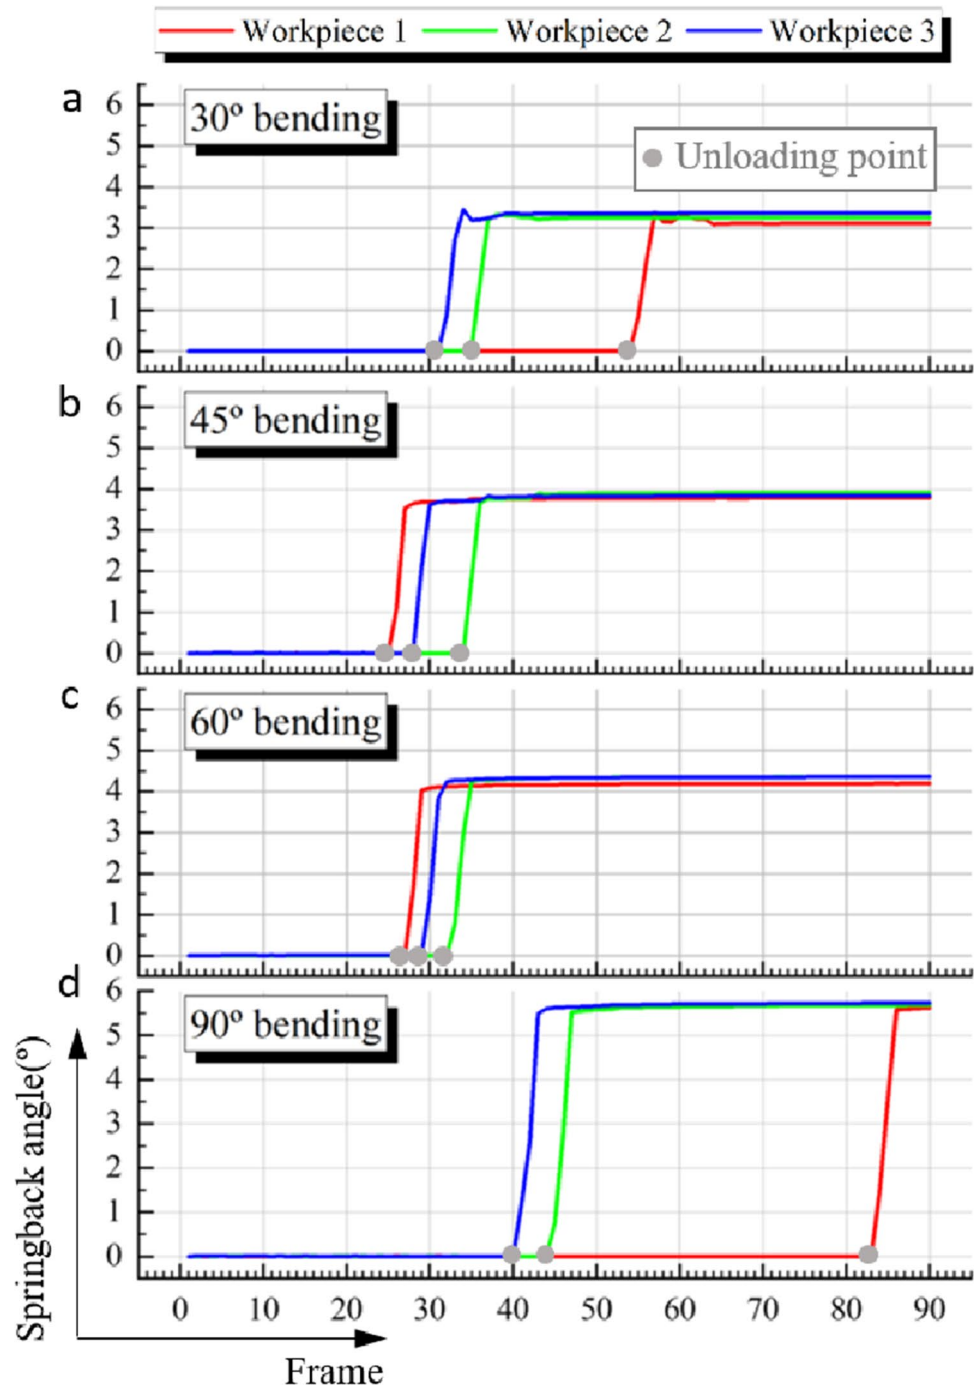 Workpiece 1 Workpiece 2 Workpiece 3
a
30º bending
Unloading point
6
5
4
3
2
1
0
b
45º bending
6
5
4
3
2
1
0
c
60º bending
6
5
4
3
2
1
0
d
90º bending
6
5
4
3
2
1
0
0 10 20 30 40 50 60 70 80 90
Springback angle(º)
Frame